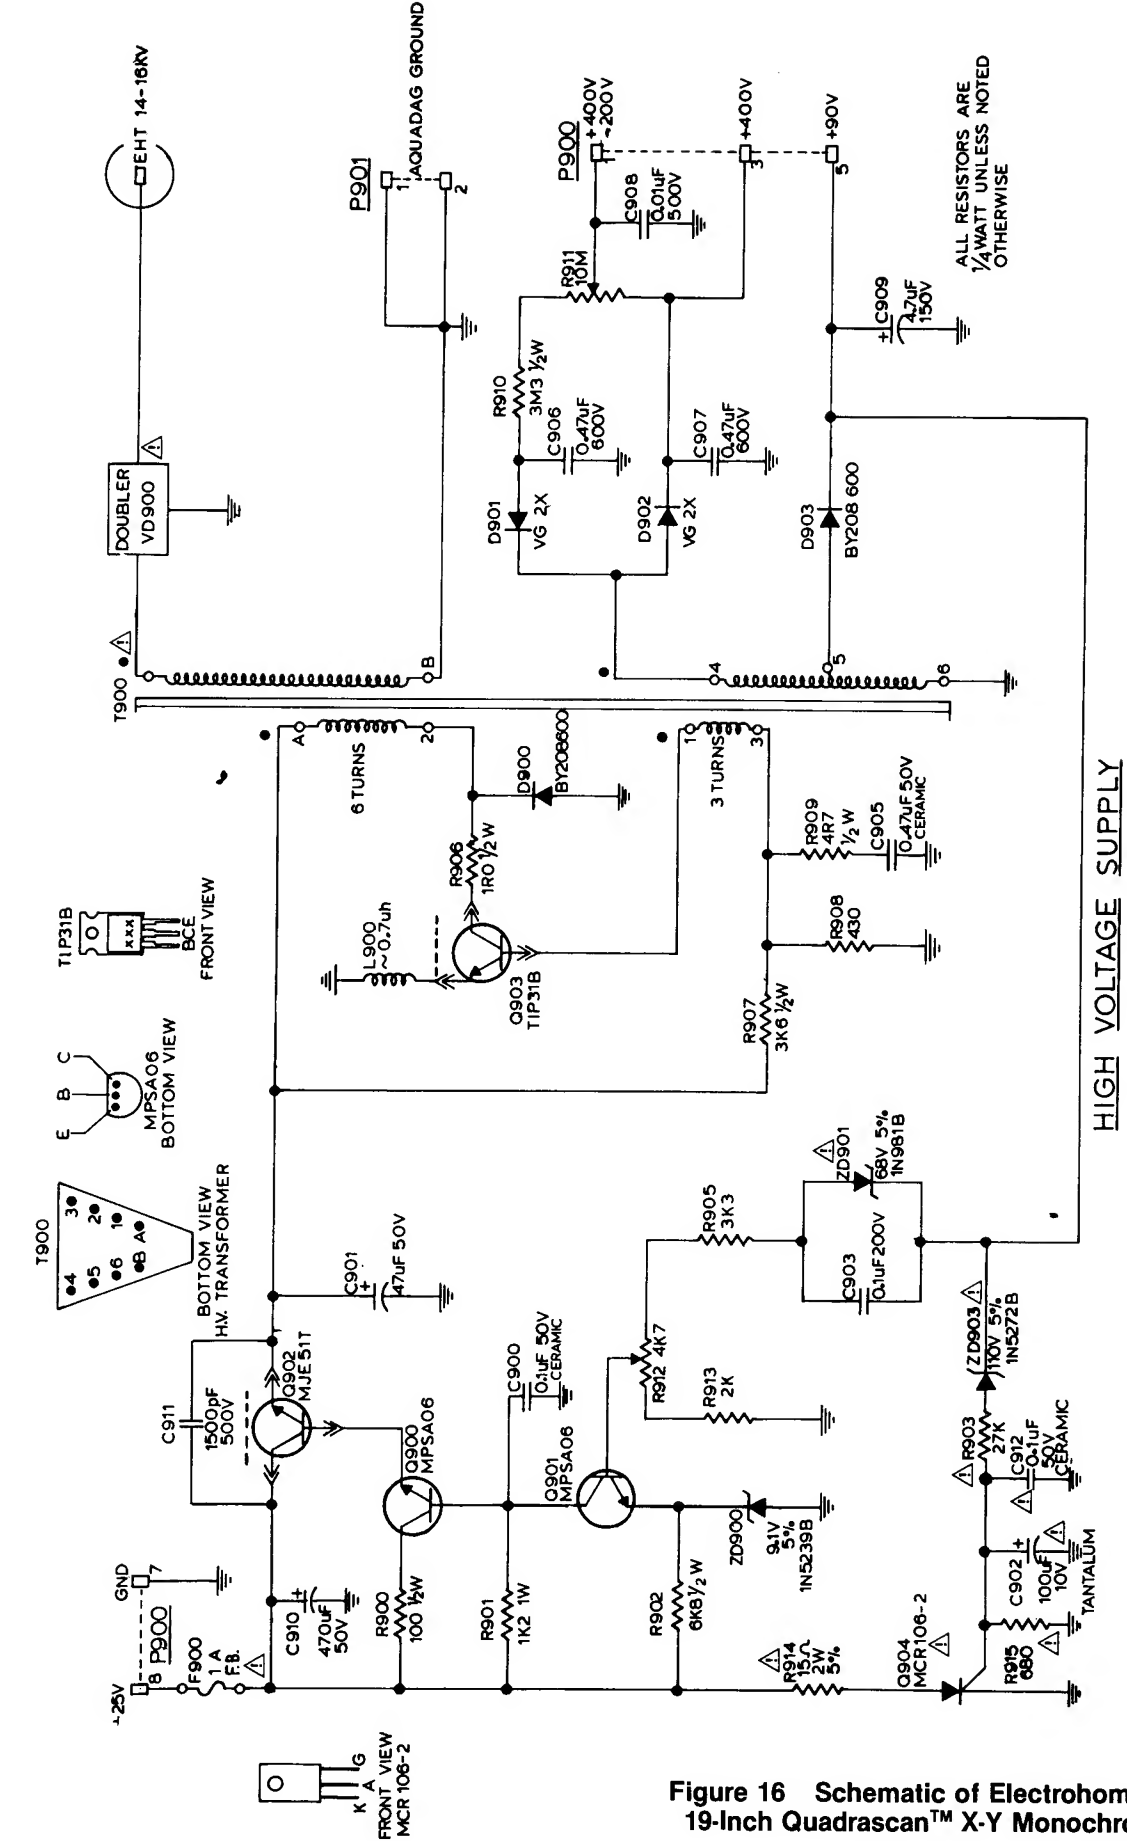 +25V
8
P900
7
GND
F900
1 A
F.B.
C910
470uF
50V
+
C911
1500pF
500V
Q902
MJE 51T
Q900
MPSA06
R900
100 ½W
R901
1K2 1W
C900
0.1uF 50V
CERAMIC
Q901
MPSA06
R902
6K8 ½W
ZD900
9.1V
5%
1N5239B
R912 4K7
R913
2K
R905
3K3
C901
47uF 50V
+
C903
0.1uF 200V
ZD901
68V 5%
1N981B
R914
15Ω
2W
5%
Q904
MCR106-2
R915
680
C902
100uF
10V
+
TANTALUM
C912
0.1uF
50V
CERAMIC
R903
27K
ZD903
110V 5%
1N5272B
T900
4
5
6
B
3
2
1
A
BOTTOM VIEW
H.V. TRANSFORMER
E
B
C
MPSA06
BOTTOM VIEW
TIP31B
XXX
BCE
FRONT VIEW
K
A
G
FRONT VIEW
MCR 106-2
L900
~0.7uh
Q903
TIP31B
R906
1R0 ½W
D900
BY208600
R907
3K6 ½W
R908
430
R909
4R7
½ W
C905
0.47uF 50V
CERAMIC
A
6 TURNS
2
1
3 TURNS
3
T900
B
4
5
6
DOUBLER
VD900
EHT 14-16KV
P901
1
2
AQUADAG GROUND
D901
VG 2X
R910
3M3 ½W
C906
0.47uF
600V
R911
10M
C908
0.01uF
500V
P900
1
+400V
~200V
D902
VG 2X
C907
0.47uF
600V
3
+400V
D903
BY208 600
C909
4.7uF
150V
+
5
+90V
ALL RESISTORS ARE
¼ WATT UNLESS NOTED
OTHERWISE
HIGH VOLTAGE SUPPLY
Figure 16 Schematic of Electrohom
19-Inch Quadrascan™ X-Y Monochro